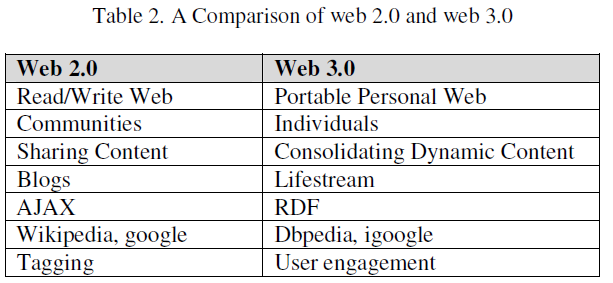 Table 2. A Comparison of web 2.0 and web 3.0
Web 2.0 Web 3.0
Read/Write Web Portable Personal Web
Communities Individuals
Sharing Content Consolidating Dynamic Content
Blogs Lifestream
AJAX RDF
Wikipedia, google Dbpedia, igoogle
Tagging User engagement